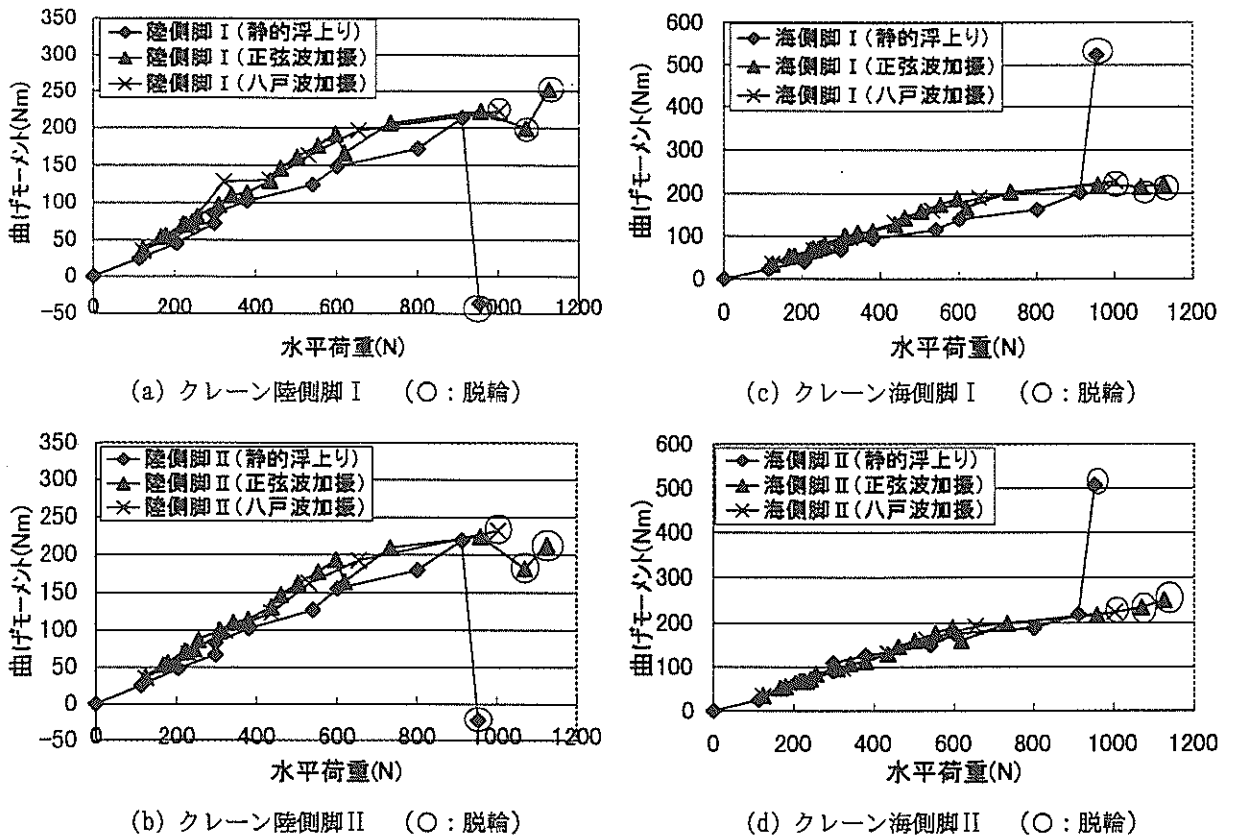 350
300
250
200
150
100
50
0
-50
曲げモーメント(Nm)
陸側脚Ⅰ(静的浮上り)
陸側脚Ⅰ(正弦波加振)
陸側脚Ⅰ(八戸波加振)
0 200 400 600 800 1000 1200
水平荷重(N)
(a) クレーン陸側脚Ⅰ (○:脱輪)
600
500
400
300
200
100
0
曲げモーメント(Nm)
海側脚Ⅰ(静的浮上り)
海側脚Ⅰ(正弦波加振)
海側脚Ⅰ(八戸波加振)
0 200 400 600 800 1000 1200
水平荷重(N)
(c) クレーン海側脚Ⅰ (○:脱輪)
350
300
250
200
150
100
50
0
-50
曲げモーメント(Nm)
陸側脚Ⅱ(静的浮上り)
陸側脚Ⅱ(正弦波加振)
陸側脚Ⅱ(八戸波加振)
0 200 400 600 800 1000 1200
水平荷重(N)
(b) クレーン陸側脚Ⅱ (○:脱輪)
600
500
400
300
200
100
0
曲げモーメント(Nm)
海側脚Ⅱ(静的浮上り)
海側脚Ⅱ(正弦波加振)
海側脚Ⅱ(八戸波加振)
0 200 400 600 800 1000 1200
水平荷重(N)
(d) クレーン海側脚Ⅱ (○:脱輪)